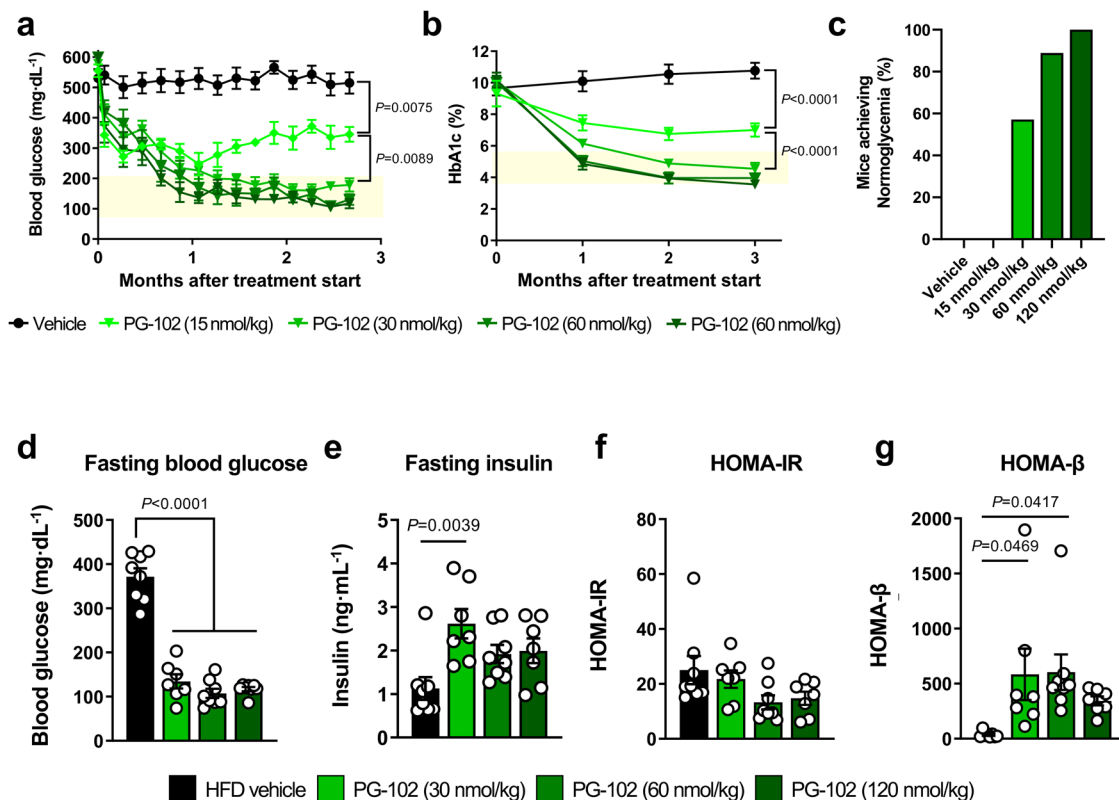 a
Blood glucose (mg·dL⁻¹)
600
500
400
300
200
100
0
0
1
2
3
Months after treatment start
P=0.0075
P=0.0089
b
HbA1c (%)
12
10
8
6
4
2
0
0
1
2
3
Months after treatment start
P<0.0001
P<0.0001
c
Mice achieving
Normoglycemia (%)
100
80
60
40
20
0
Vehicle
15 nmol/kg
30 nmol/kg
60 nmol/kg
120 nmol/kg
Vehicle PG-102 (15 nmol/kg) PG-102 (30 nmol/kg) PG-102 (60 nmol/kg) PG-102 (60 nmol/kg)
d
Fasting blood glucose
P<0.0001
Blood glucose (mg·dL⁻¹)
500
400
300
200
100
0
e
Fasting insulin
P=0.0039
Insulin (ng·mL⁻¹)
5
4
3
2
1
0
f
HOMA-IR
HOMA-IR
80
60
40
20
0
g
HOMA-β
P=0.0417
P=0.0469
HOMA-β
2000
1500
1000
500
0
HFD vehicle PG-102 (30 nmol/kg) PG-102 (60 nmol/kg) PG-102 (120 nmol/kg)